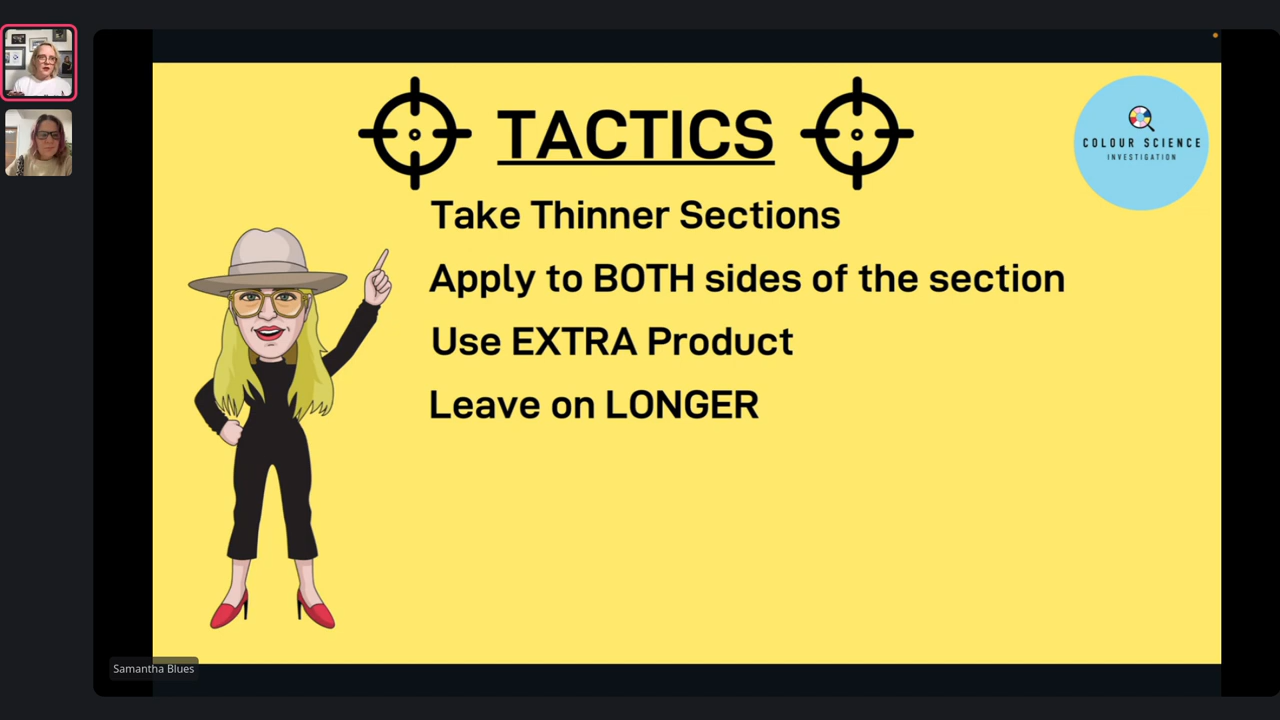 TACTICS
COLOUR SCIENCE
INVESTIGATION
Take Thinner Sections
Apply to BOTH sides of the section
Use EXTRA Product
Leave on LONGER
Samantha Blues